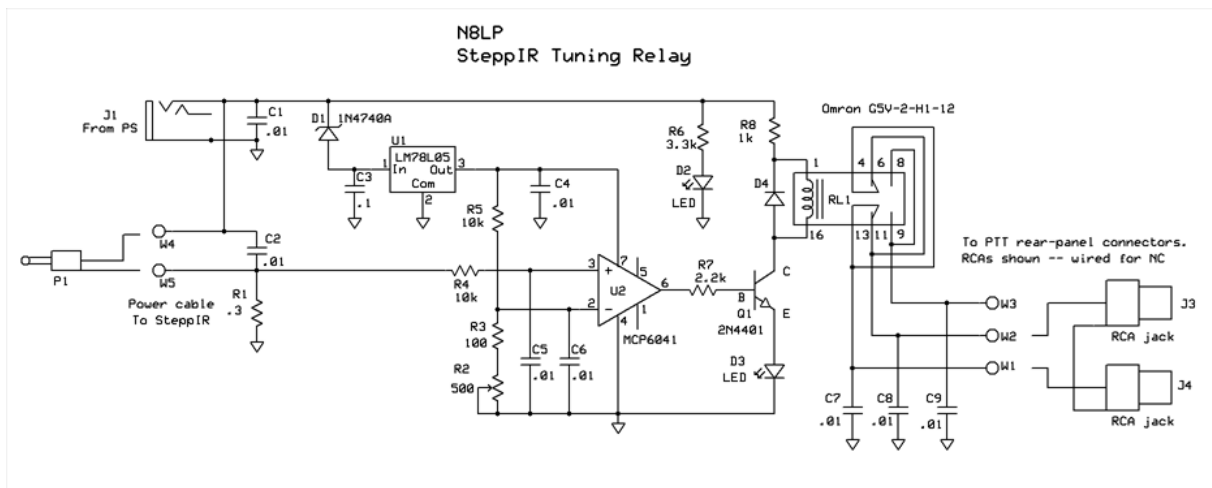 N8LP
SteppIR Tuning Relay
J1
From PS
C1
.01
D1
1N4740A
U1
LM78L05
In
Out
Com
1
3
2
C3
.1
C4
.01
R6
3.3k
D2
LED
R8
1k
D4
Omron G5V-2-H1-12
1
4
6
8
RL1
16
13
11
9
W4
W5
P1
C2
.01
Power cable
To SteppIR
R1
.3
R5
10k
R4
10k
3
+
2
-
7
5
U2
6
4
1
MCP6041
R7
2.2k
B
C
E
Q1
2N4401
R3
100
R2
500
C5
.01
C6
.01
D3
LED
To PTT rear-panel connectors.
RCAs shown -- wired for NC
W3
W2
W1
J3
RCA jack
J4
RCA jack
C7
.01
C8
.01
C9
.01